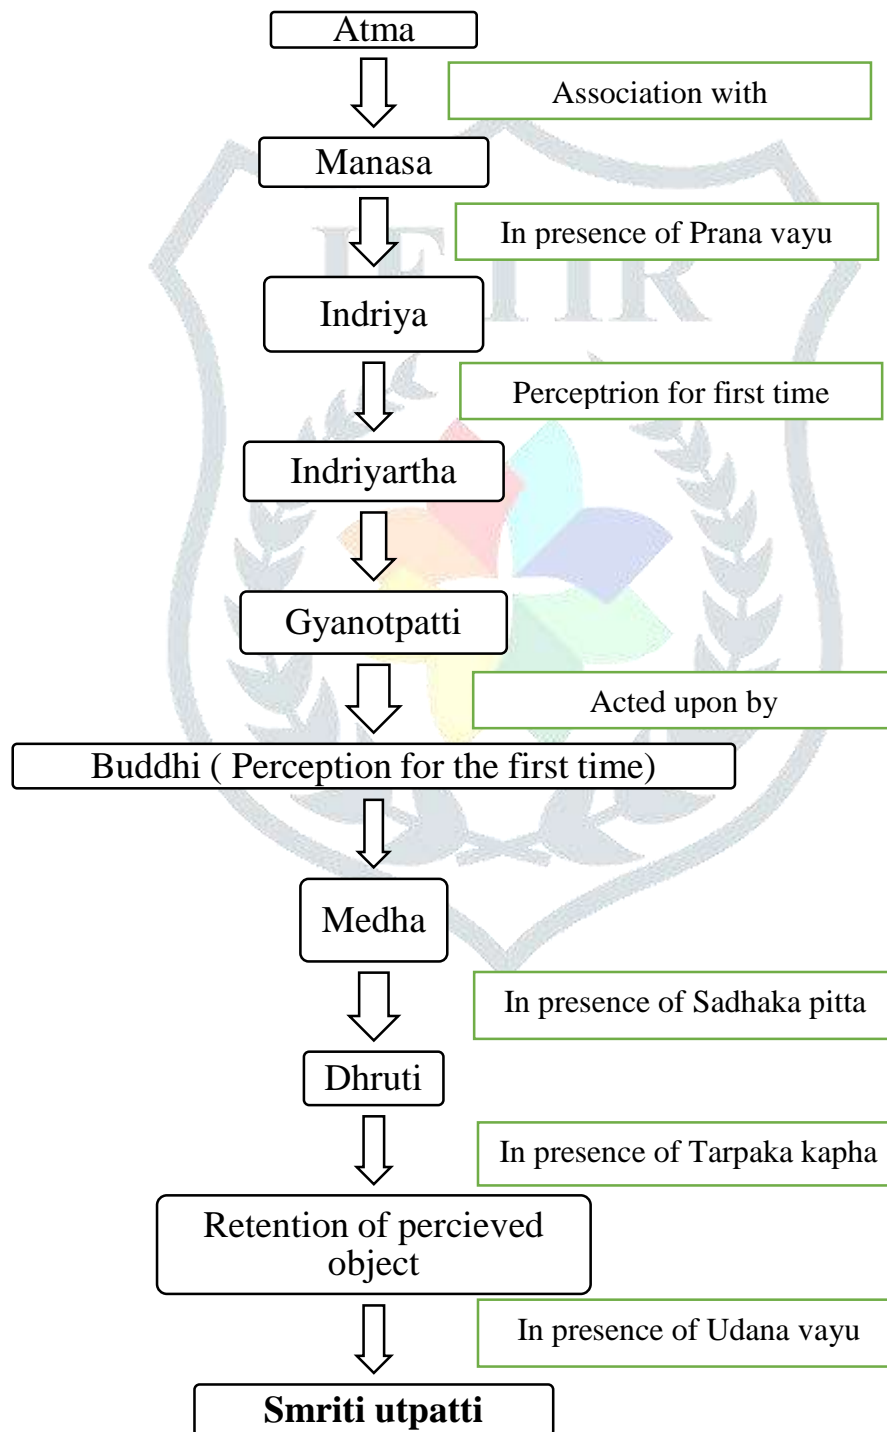 Atma
Association with
Manasa
In presence of Prana vayu
JETIR
Indriya
Perceptrion for first time
Indriyartha
Gyanotpatti
Acted upon by
Buddhi ( Perception for the first time)
Medha
In presence of Sadhaka pitta
Dhruti
In presence of Tarpaka kapha
Retention of percieved
object
In presence of Udana vayu
Smriti utpatti